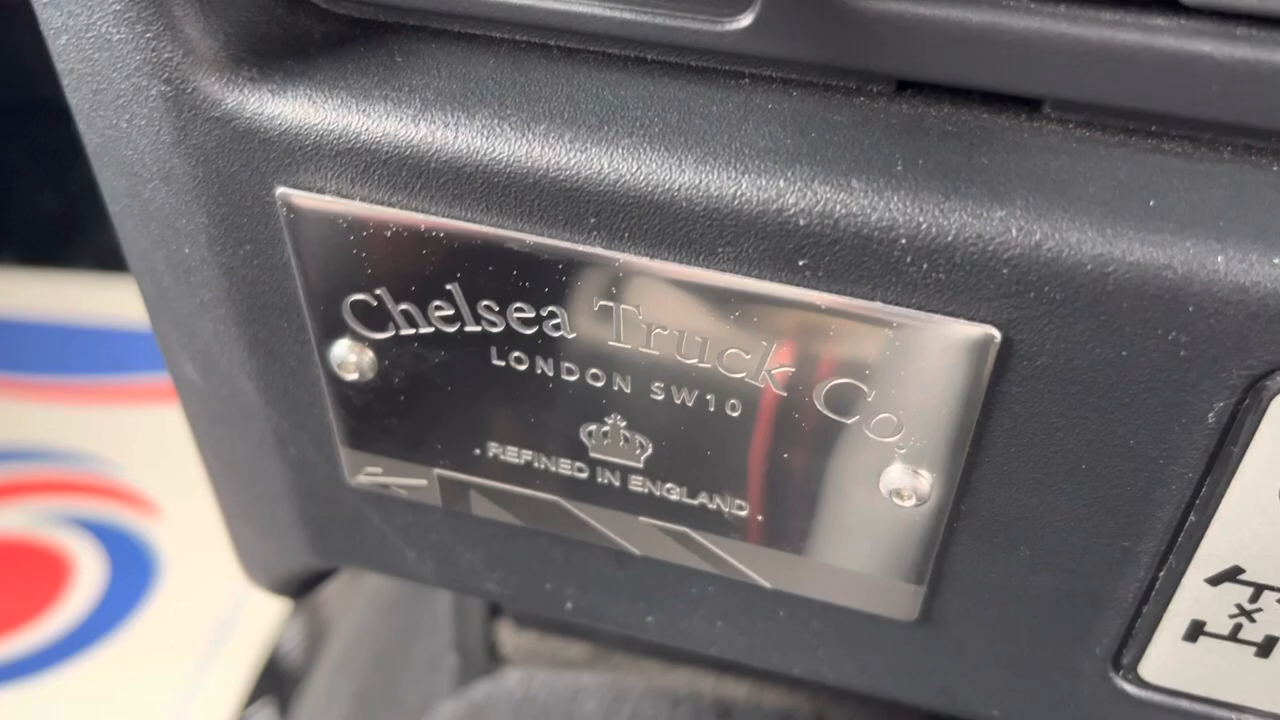 Chelsea Truck Co.
LONDON SW10
. REFINED IN ENGLAND .